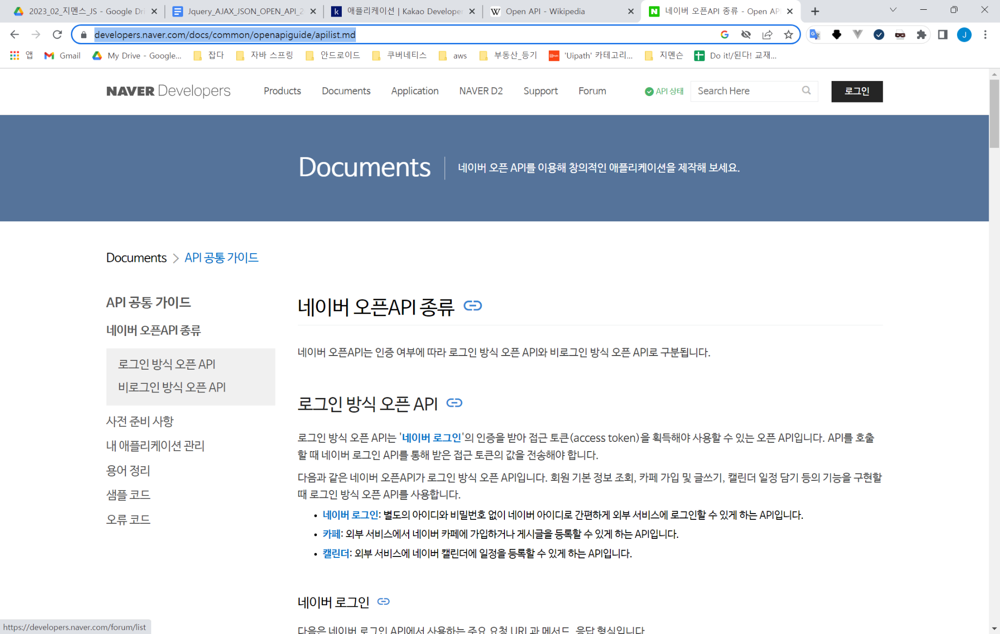 2023_02_지멘스_JS - Google Dri
Jquery_AJAX_JSON_OPEN_API_2
애플리케이션 | Kakao Developer
Open API - Wikipedia
네이버 오픈API 종류 - Open API
developers.naver.com/docs/common/openapiguide/apilist.md
앱
Gmail
My Drive - Google...
잡다
자바 스프링
안드로이드
쿠버네티스
aws
부동산_등기
'Uipath' 카테고리...
지멘슨
Do it!/된다! 교재...
NAVER Developers
Products
Documents
Application
NAVER D2
Support
Forum
API 상태
Search Here
로그인
Documents
네이버 오픈 API를 이용해 창의적인 애플리케이션을 제작해 보세요.
Documents > API 공통 가이드
API 공통 가이드
네이버 오픈API 종류
로그인 방식 오픈 API
비로그인 방식 오픈 API
사전 준비 사항
내 애플리케이션 관리
용어 정리
샘플 코드
오류 코드
네이버 오픈API 종류
네이버 오픈API는 인증 여부에 따라 로그인 방식 오픈 API와 비로그인 방식 오픈 API로 구분됩니다.
로그인 방식 오픈 API
로그인 방식 오픈 API는 '네이버 로그인'의 인증을 받아 접근 토큰(access token)을 획득해야 사용할 수 있는 오픈 API입니다. API를 호출
할 때 네이버 로그인 API를 통해 받은 접근 토큰의 값을 전송해야 합니다.
다음과 같은 네이버 오픈API가 로그인 방식 오픈 API입니다. 회원 기본 정보 조회, 카페 가입 및 글쓰기, 캘린더 일정 담기 등의 기능을 구현할
때 로그인 방식 오픈 API를 사용합니다.
• 네이버 로그인: 별도의 아이디와 비밀번호 없이 네이버 아이디로 간편하게 외부 서비스에 로그인할 수 있게 하는 API입니다.
• 카페: 외부 서비스에서 네이버 카페에 가입하거나 게시글을 등록할 수 있게 하는 API입니다.
• 캘린더: 외부 서비스에 네이버 캘린더에 일정을 등록할 수 있게 하는 API입니다.
네이버 로그인
다음은 네이버 로그인 API에서 사용하는 주요 요청 URL과 메서드, 응답 형식입니다
https://developers.naver.com/forum/list